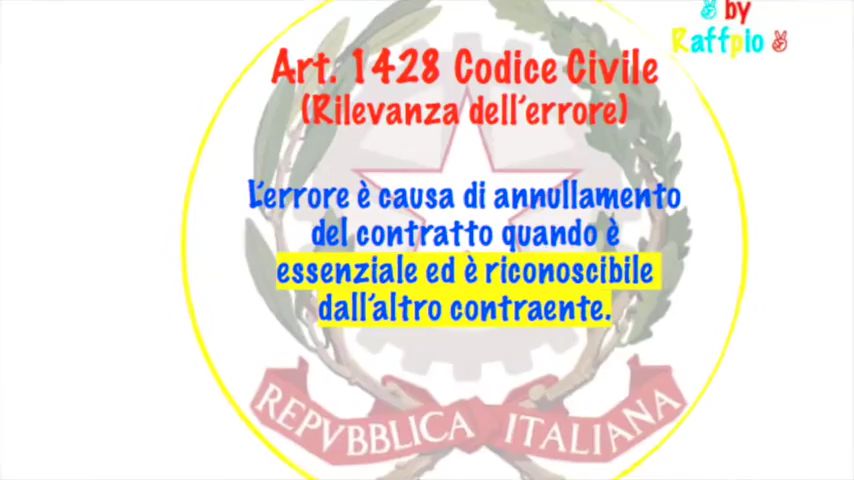 ✌ by
Raffpio ✌
Art. 1428 Codice Civile
(Rilevanza dell'errore)
L'errore è causa di annullamento
del contratto quando è
essenziale ed è riconoscibile
dall'altro contraente.
REPVBBLICA ITALIANA